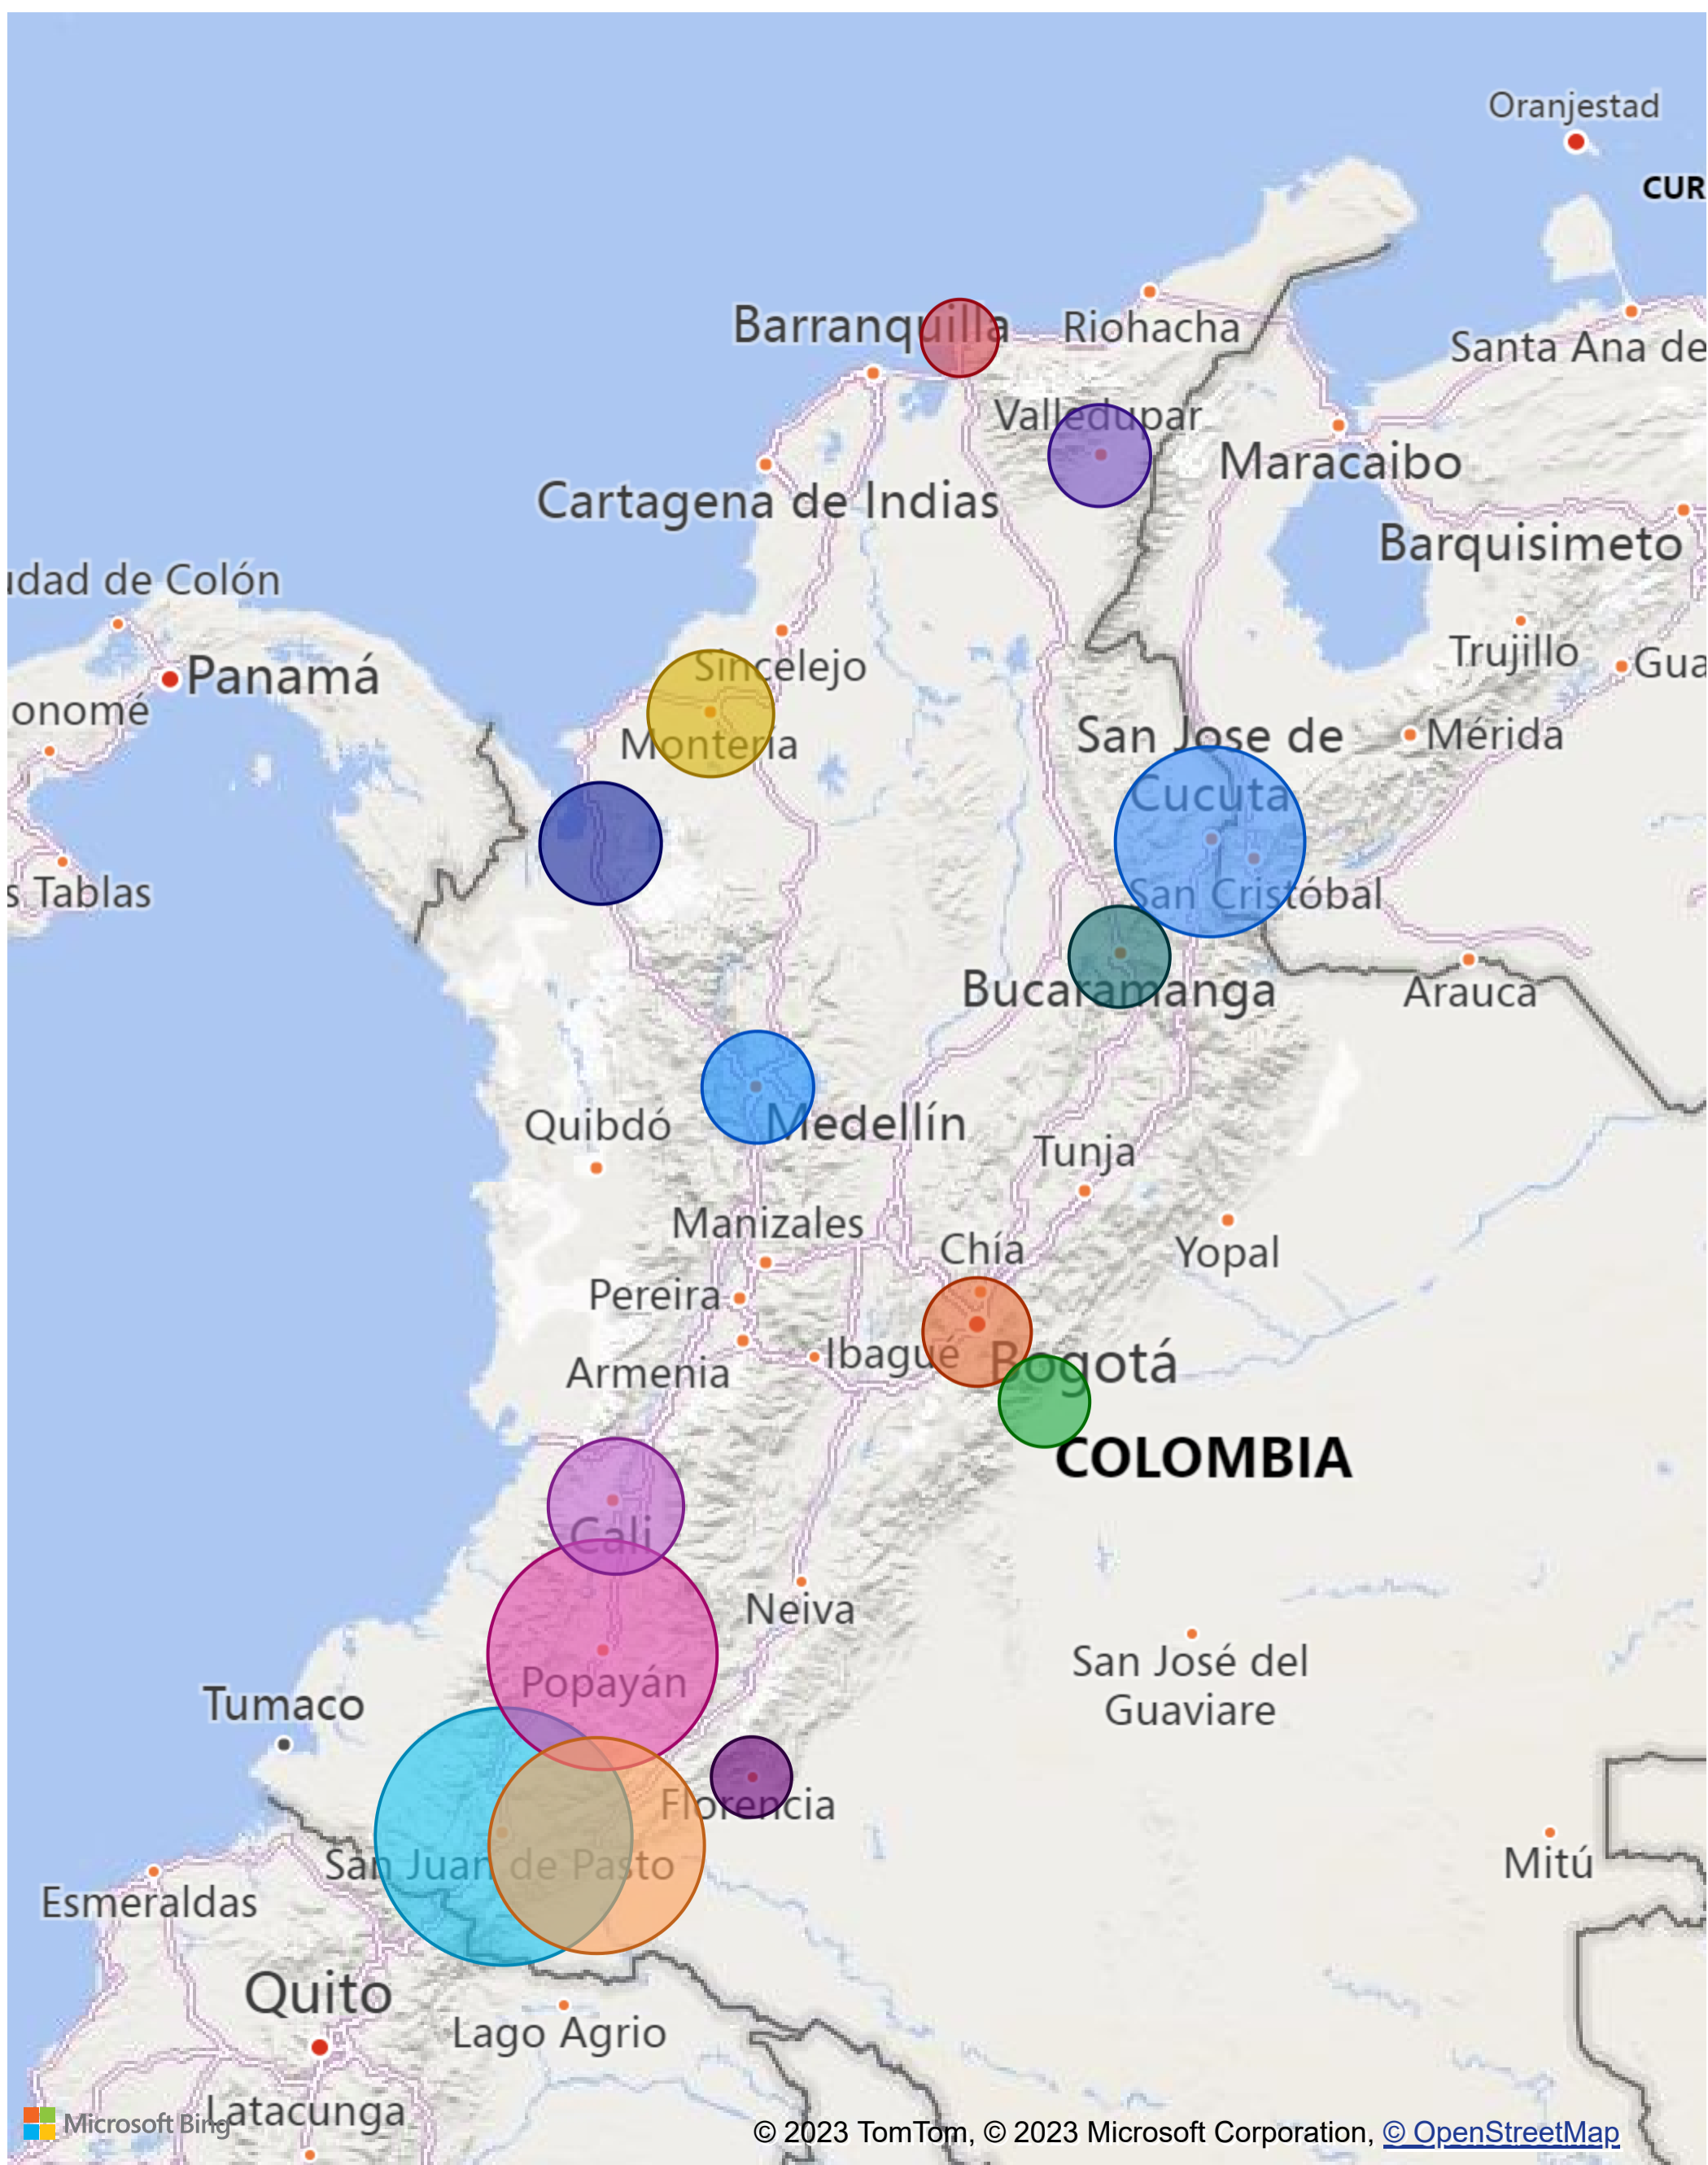 Oranjestad
CUR
Barranquilla
Riohacha
Santa Ana de
Valledupar
Maracaibo
Cartagena de Indias
Barquisimeto
udad de Colón
Trujillo
Gua
Panamá
Sincelejo
onomé
Montería
San Jose de
Cucuta
Mérida
s Tablas
San Cristóbal
Bucaramanga
Arauca
Quibdó
Medellín
Tunja
Manizales
Chía
Yopal
Pereira
Ibagué
Bogotá
Armenia
COLOMBIA
Cali
Neiva
San José del
Guaviare
Popayán
Tumaco
Florencia
San Juan de Pasto
Mitú
Esmeraldas
Quito
Lago Agrio
Latacunga
Microsoft Bing
© 2023 TomTom, © 2023 Microsoft Corporation, © OpenStreetMap